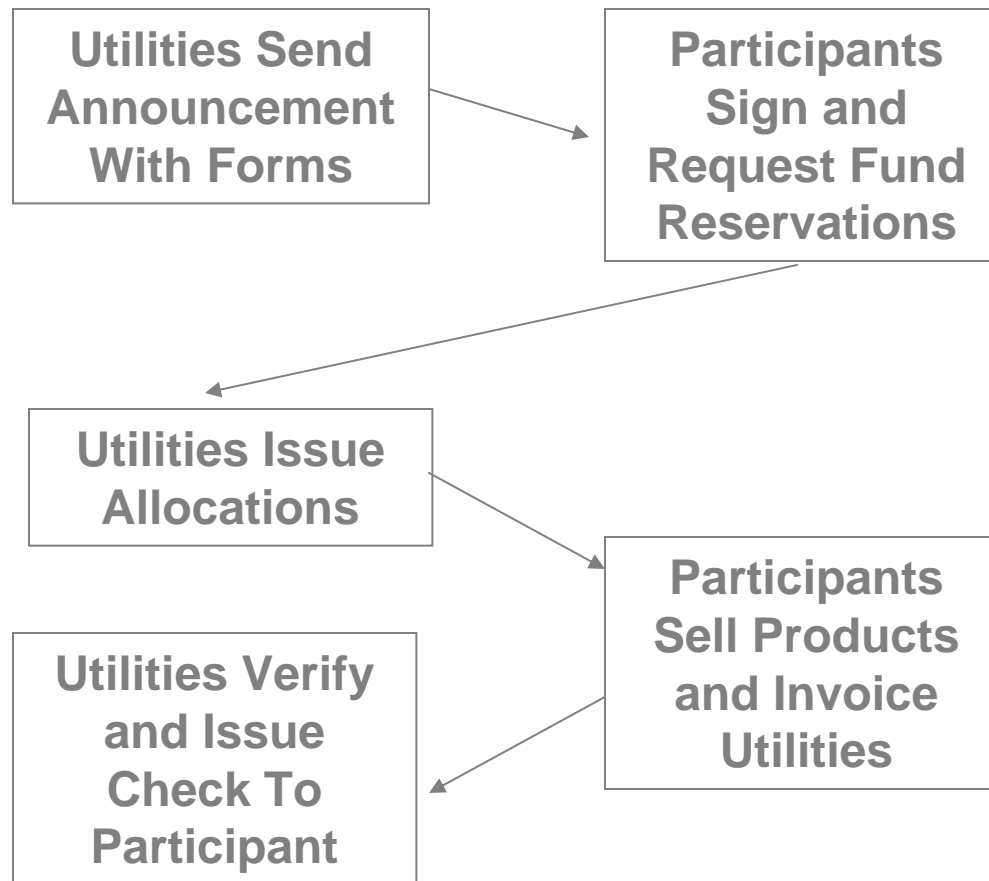 Utilities Send
Announcement
With Forms
Participants
Sign and
Request Fund
Reservations
Utilities Issue
Allocations
Participants
Sell Products
and Invoice
Utilities
Utilities Verify
and Issue
Check To
Participant